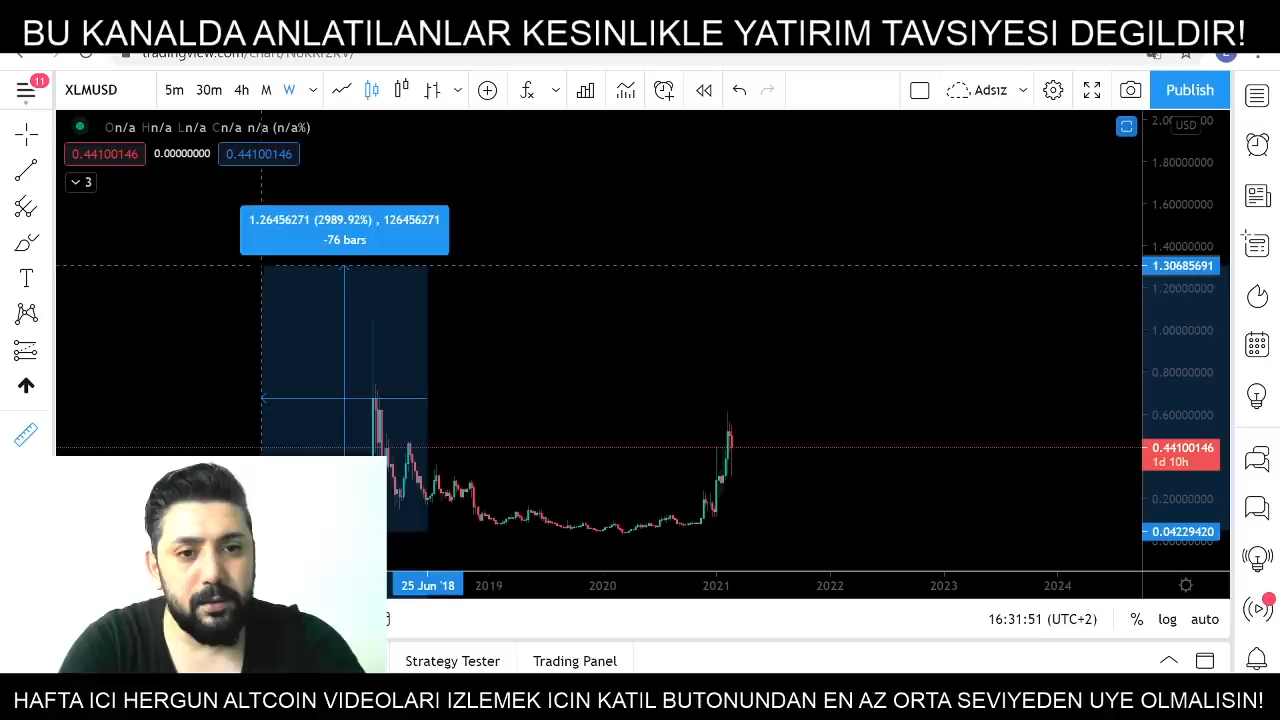 BU KANALDA ANLATILANLAR KESINLIKLE YATIRIM TAVSIYESI DEGILDIR!
11
XLMUSD
5m 30m 4h M W
Adsız
Publish
On/a Hn/a Ln/a Cn/a n/a (n/a%)
USD
0.44100146 0.00000000 0.44100146
1.80000000
3
1.60000000
1.26456271 (2989.92%) , 126456271
-76 bars
1.40000000
1.30685691
1.20000000
1.00000000
0.80000000
0.60000000
0.44100146
1d 10h
0.20000000
0.04229420
25 Jun '18 2019 2020 2021 2022 2023 2024
16:31:51 (UTC+2) % log auto
Strategy Tester Trading Panel
HAFTA ICI HERGUN ALTCOIN VIDEOLARI IZLEMEK ICIN KATIL BUTONUNDAN EN AZ ORTA SEVIYEDEN UYE OLMALISIN!